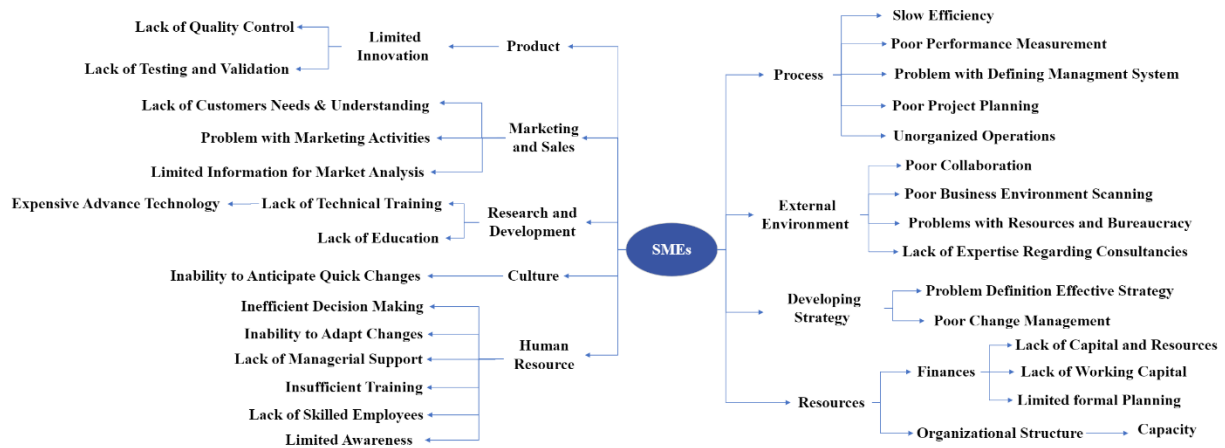 Lack of Quality Control
Limited
Innovation
Product
Lack of Testing and Validation
Lack of Customers Needs & Understanding
Problem with Marketing Activities
Marketing
and Sales
Limited Information for Market Analysis
Expensive Advance Technology
Lack of Technical Training
Research and
Development
Lack of Education
Inability to Anticipate Quick Changes
Culture
Inefficient Decision Making
Inability to Adapt Changes
Lack of Managerial Support
Human
Resource
Insufficient Training
Lack of Skilled Employees
Limited Awareness
SMEs
Process
Slow Efficiency
Poor Performance Measurement
Problem with Defining Managment System
Poor Project Planning
Unorganized Operations
External
Environment
Poor Collaboration
Poor Business Environment Scanning
Problems with Resources and Bureaucracy
Lack of Expertise Regarding Consultancies
Developing
Strategy
Problem Definition Effective Strategy
Poor Change Management
Resources
Finances
Lack of Capital and Resources
Lack of Working Capital
Limited formal Planning
Organizational Structure
Capacity